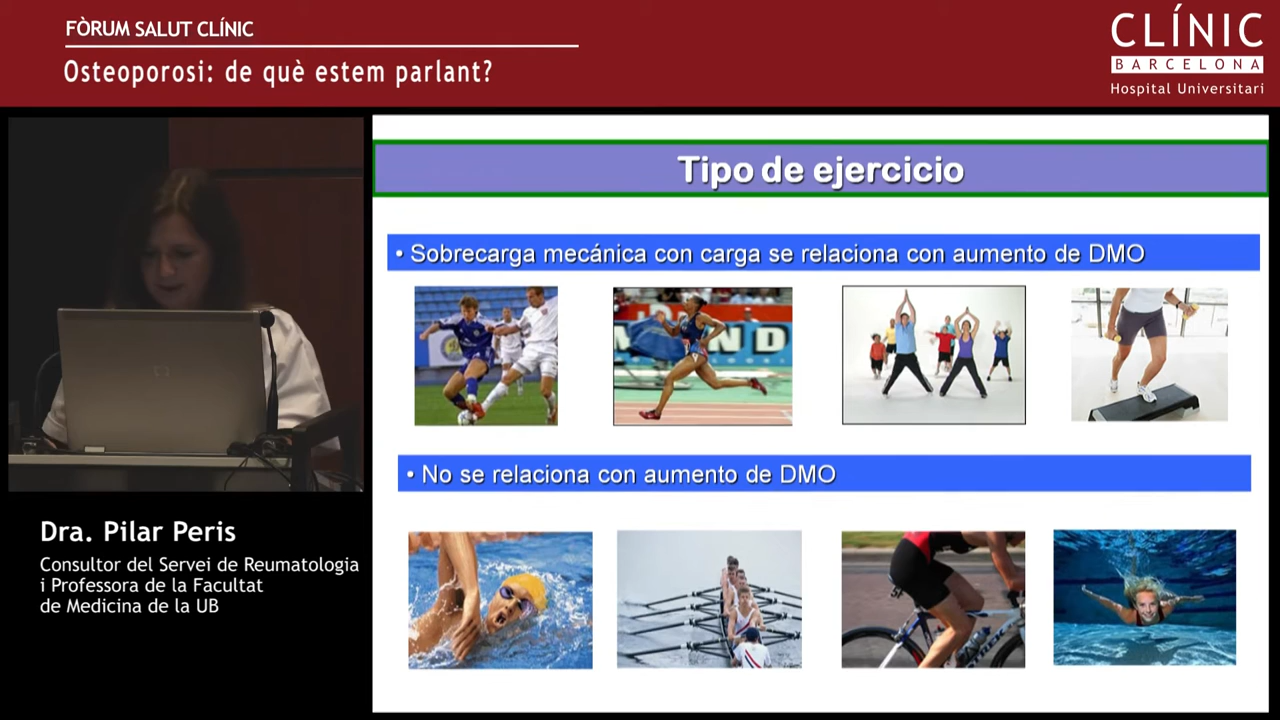 FÒRUM SALUT CLÍNIC
Osteoporosi: de què estem parlant?
CLÍNIC
BARCELONA
Hospital Universitari
Tipo de ejercicio
• Sobrecarga mecánica con carga se relaciona con aumento de DMO
• No se relaciona con aumento de DMO
Dra. Pilar Peris
Consultor del Servei de Reumatologia
i Professora de la Facultat
de Medicina de la UB